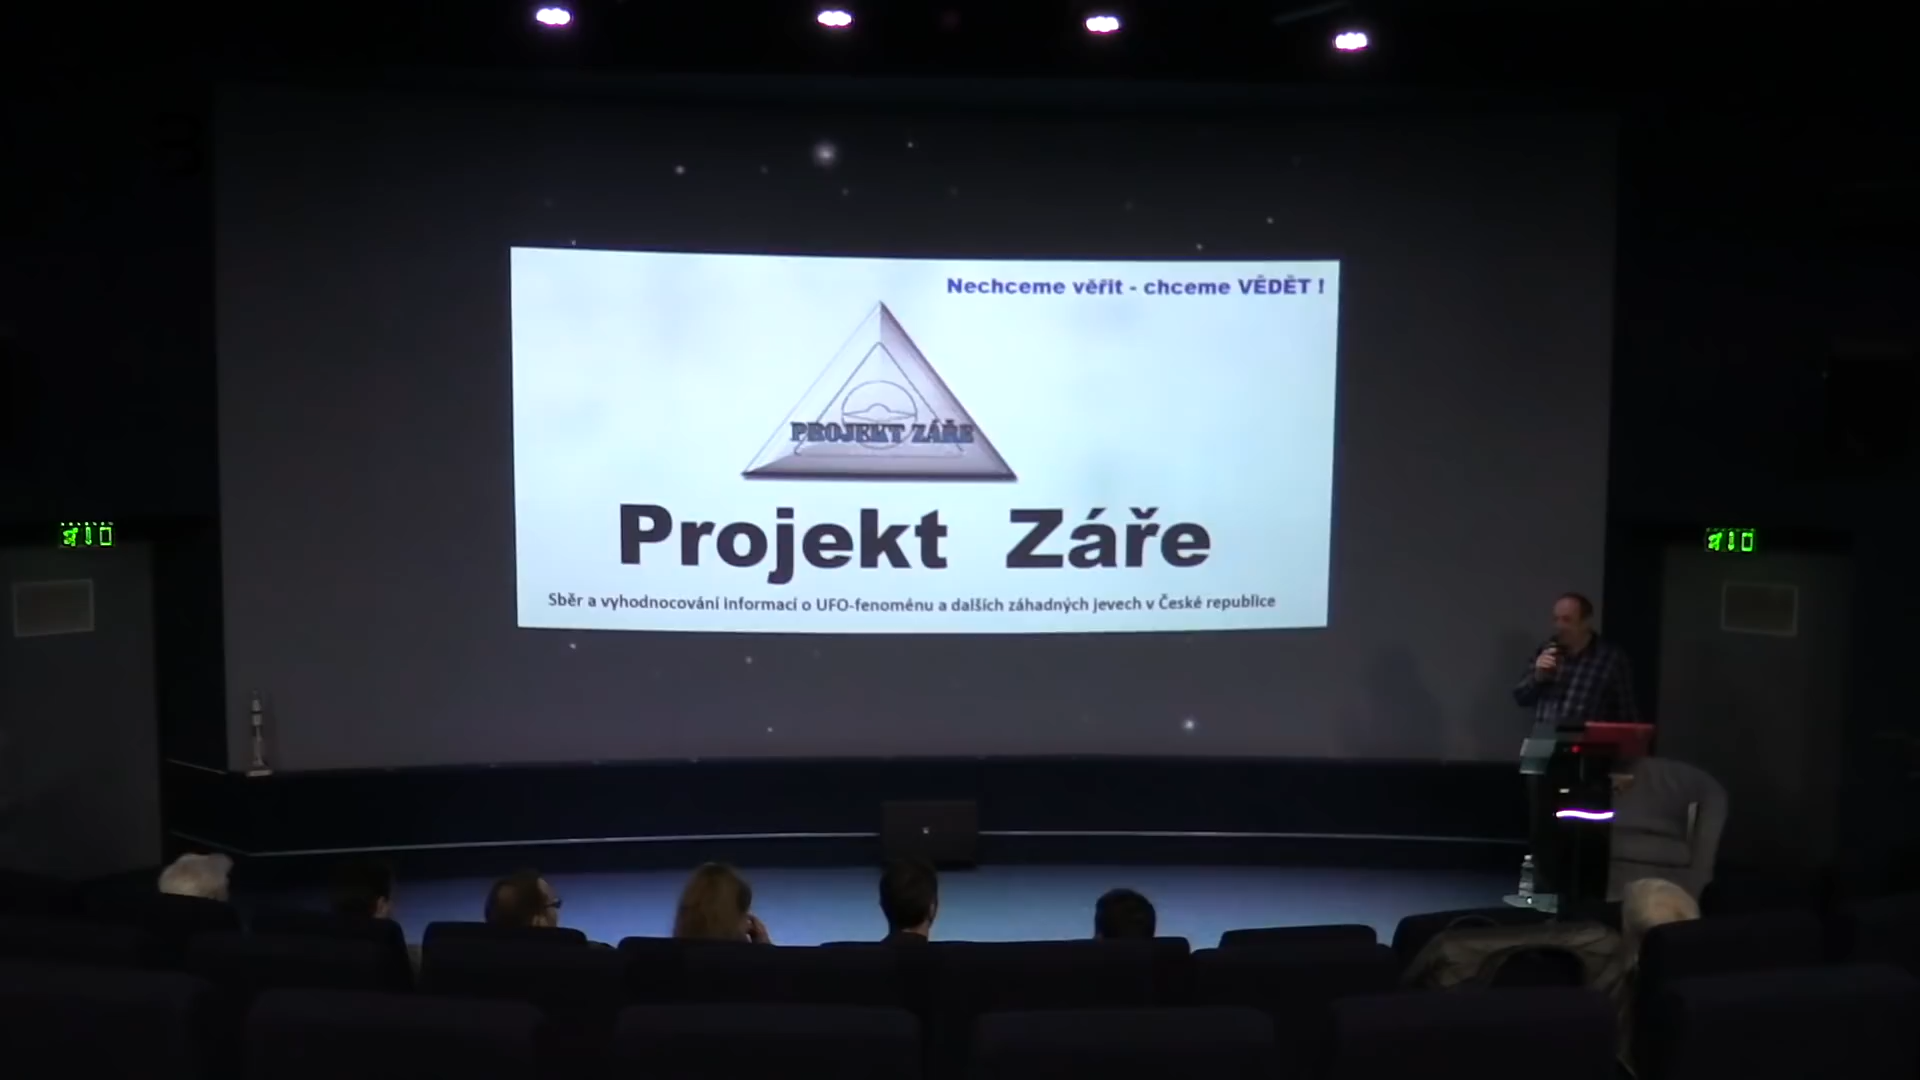 Nechceme věřit - chceme VĚDĚT !
PROJEKT ZÁŘE
Projekt Záře
Sběr a vyhodnocování informací o UFO-fenoménu a dalších záhadných jevech v České republice